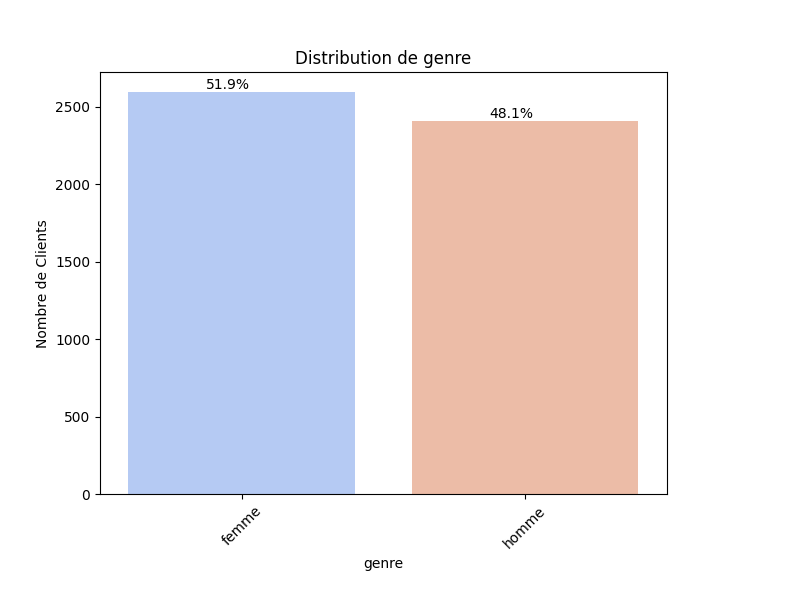 Distribution de genre
51.9%
48.1%
2500
2000
1500
1000
500
0
Nombre de Clients
femme
homme
genre